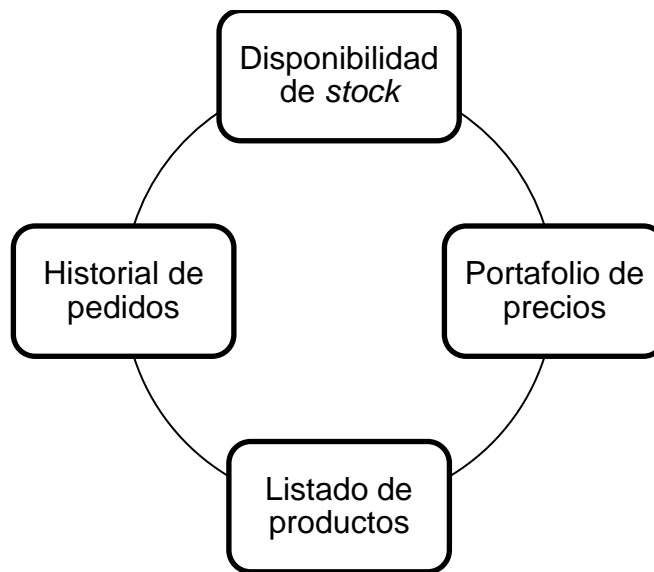 Disponibilidad
de stock
Historial de
pedidos
Portafolio de
precios
Listado de
productos